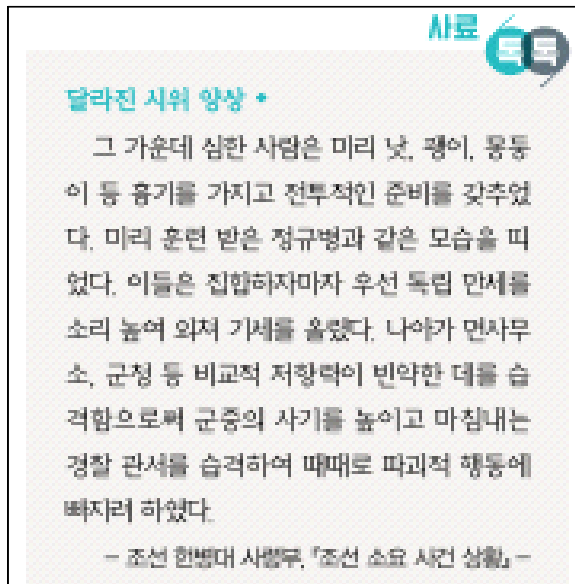 사료 톡톡
달라진 시위 양상
그 가운데 심한 사람은 미리 낫, 괭이, 몽둥
이 등 흉기를 가지고 전투적인 준비를 갖추었
다. 미리 훈련 받은 정규병과 같은 모습을 띠
었다. 이들은 집합하자마자 우선 독립 만세를
소리 높여 외쳐 기세를 올렸다. 나아가 면사무
소, 군청 등 비교적 저항력이 빈약한 데를 습
격함으로써 군중의 사기를 높이고 마침내는
경찰 관서를 습격하여 때때로 파괴적 행동에
빠지려 하였다.
- 조선 헌병대 사령부, 『조선 소요 사건 상황』 -